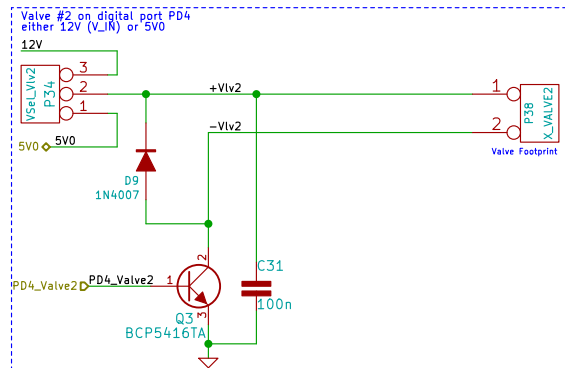 Valve #2 on digital port PD4
either 12V (V_IN) or 5V0
12V
VSel_Vlv2
P34
3
2
1
+Vlv2
-Vlv2
1
2
P38
X_VALVE2
Valve Footprint
5V0
5V0
D9
1N4007
2
PD4_Valve2
PD4_Valve2
1
3
Q3
BCP5416TA
C31
100n